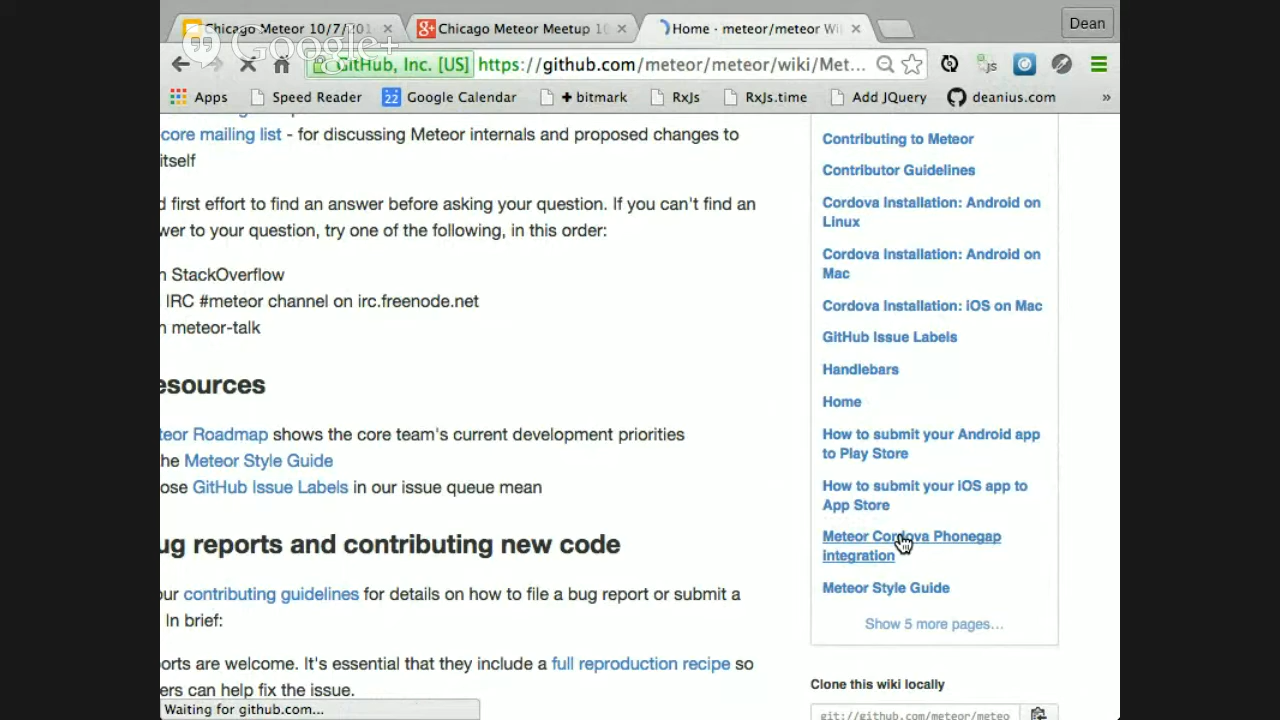 Chicago Meteor 10/7/201
Chicago Meteor Meetup 10
Home · meteor/meteor Wi
Dean
Google+
GitHub, Inc. [US]
https://github.com/meteor/meteor/wiki/Met...
js
Apps
Speed Reader
22
Google Calendar
+ bitmark
RxJs
RxJs.time
Add JQuery
deanius.com
»
core mailing list - for discussing Meteor internals and proposed changes to
itself
d first effort to find an answer before asking your question. If you can't find an
wer to your question, try one of the following, in this order:
n StackOverflow
IRC #meteor channel on irc.freenode.net
n meteor-talk
esources
teor Roadmap shows the core team's current development priorities
he Meteor Style Guide
ose GitHub Issue Labels in our issue queue mean
ug reports and contributing new code
ur contributing guidelines for details on how to file a bug report or submit a
In brief:
orts are welcome. It's essential that they include a full reproduction recipe so
ers can help fix the issue.
Waiting for github.com...
Contributing to Meteor
Contributor Guidelines
Cordova Installation: Android on
Linux
Cordova Installation: Android on
Mac
Cordova Installation: iOS on Mac
GitHub Issue Labels
Handlebars
Home
How to submit your Android app
to Play Store
How to submit your iOS app to
App Store
Meteor Cordova Phonegap
integration
Meteor Style Guide
Show 5 more pages…
Clone this wiki locally
git://github.com/meteor/meteo